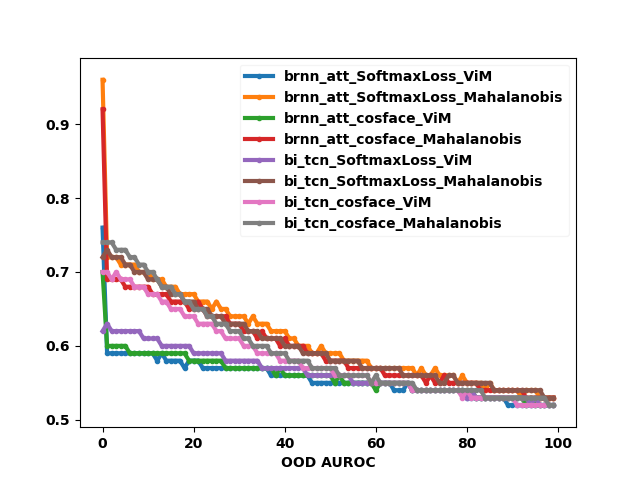 brnn_att_SoftmaxLoss_ViM
brnn_att_SoftmaxLoss_Mahalanobis
brnn_att_cosface_ViM
brnn_att_cosface_Mahalanobis
bi_tcn_SoftmaxLoss_ViM
bi_tcn_SoftmaxLoss_Mahalanobis
bi_tcn_cosface_ViM
bi_tcn_cosface_Mahalanobis
0.9
0.8
0.7
0.6
0.5
0 20 40 60 80 100
OOD AUROC